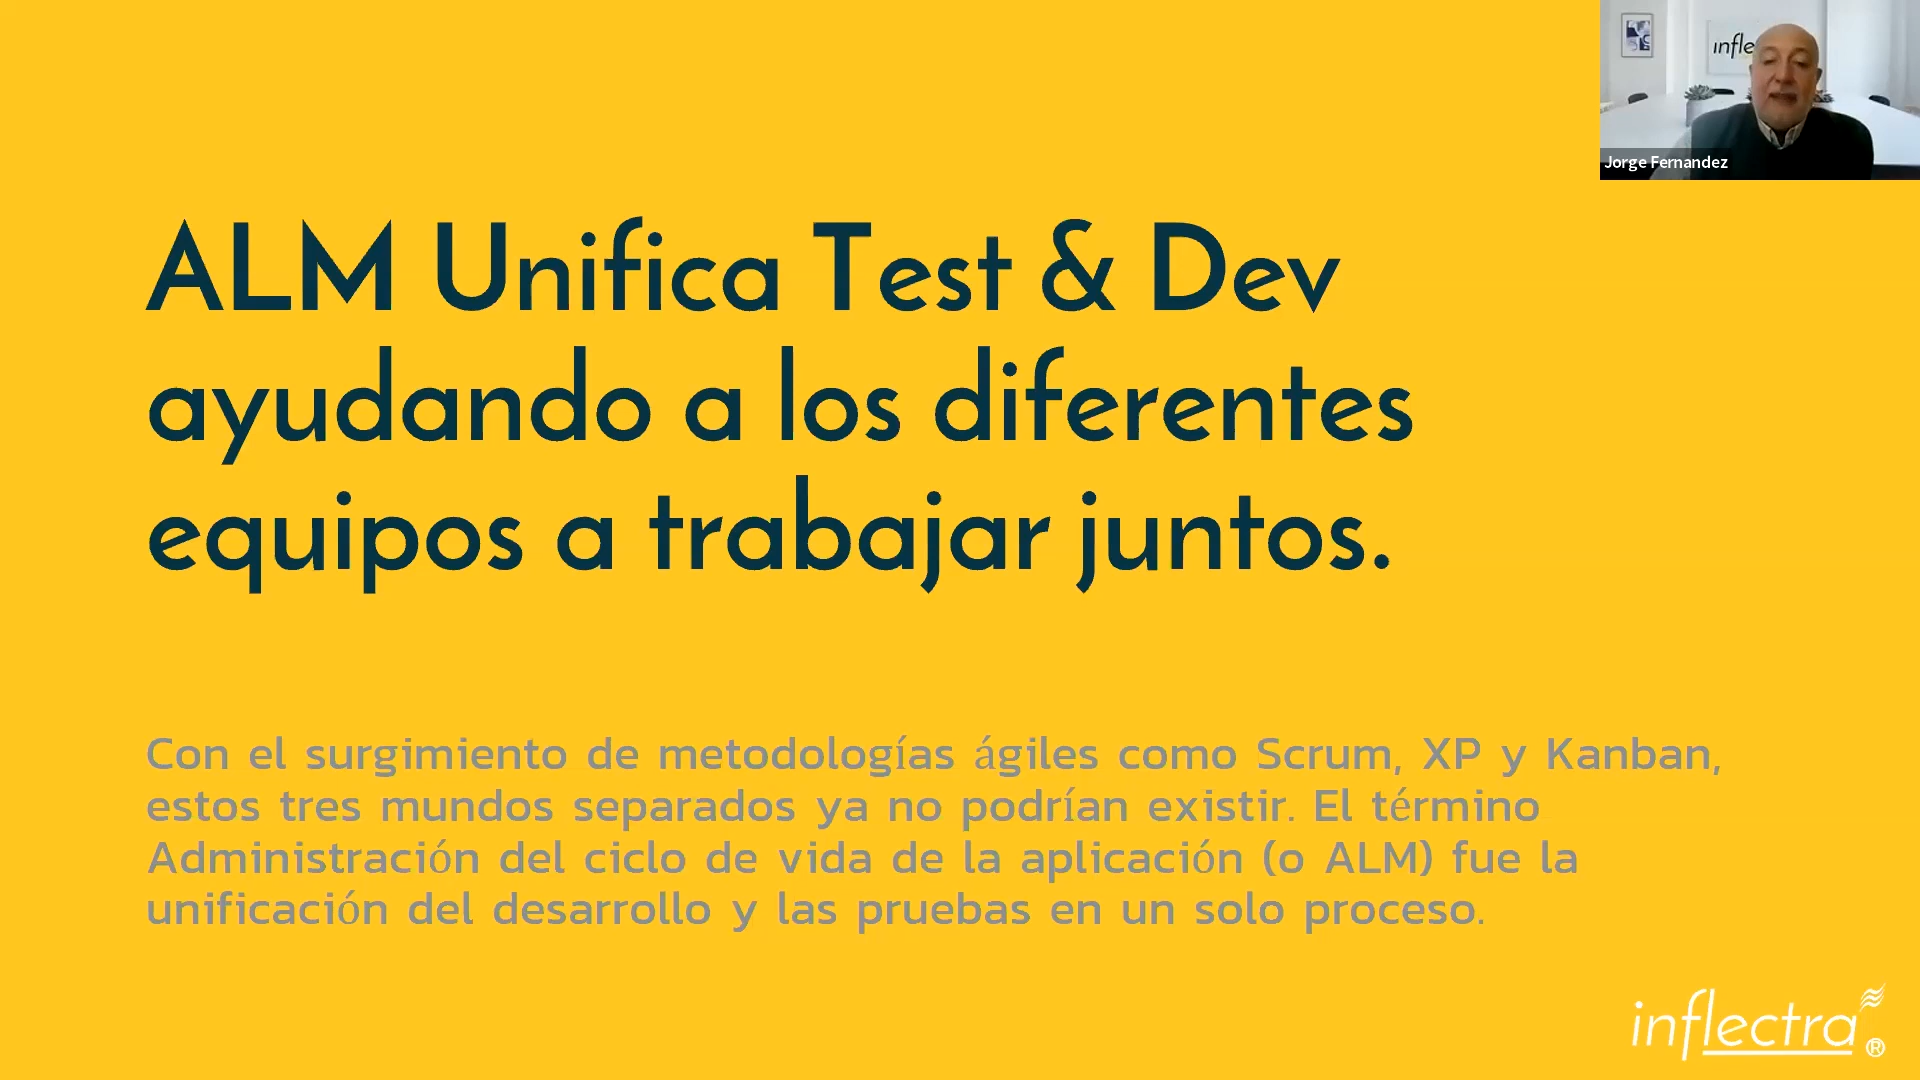 infle
Jorge Fernandez
ALM Unifica Test & Dev
ayudando a los diferentes
equipos a trabajar juntos.
Con el surgimiento de metodologías ágiles como Scrum, XP y Kanban,
estos tres mundos separados ya no podrían existir. El término
Administración del ciclo de vida de la aplicación (o ALM) fue la
unificación del desarrollo y las pruebas en un solo proceso.
inflectra®